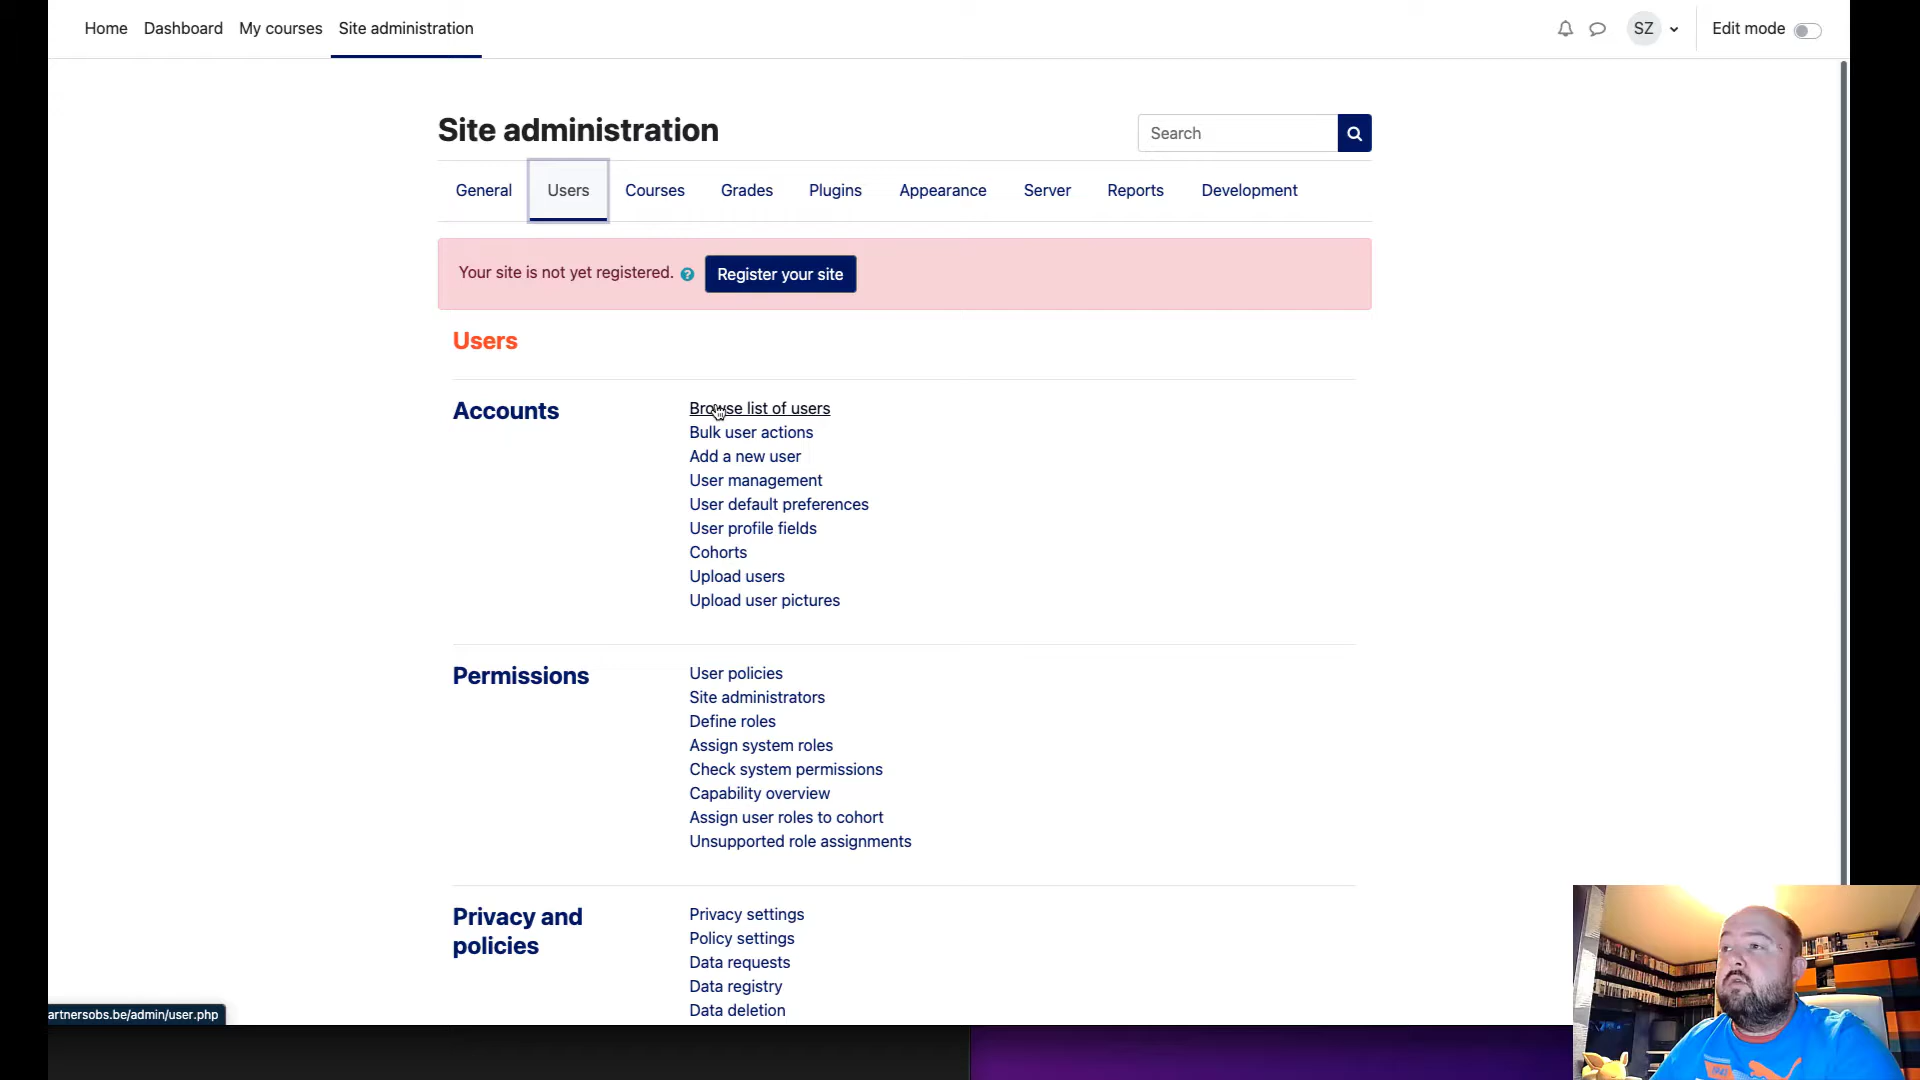 Home Dashboard My courses Site administration SZ Edit mode
Site administration
Search
General Users Courses Grades Plugins Appearance Server Reports Development
Your site is not yet registered. ? Register your site
Users
Accounts
Browse list of users
Bulk user actions
Add a new user
User management
User default preferences
User profile fields
Cohorts
Upload users
Upload user pictures
Permissions
User policies
Site administrators
Define roles
Assign system roles
Check system permissions
Capability overview
Assign user roles to cohort
Unsupported role assignments
Privacy and
policies
Privacy settings
Policy settings
Data requests
Data registry
Data deletion
artnersobs.be/admin/user.php